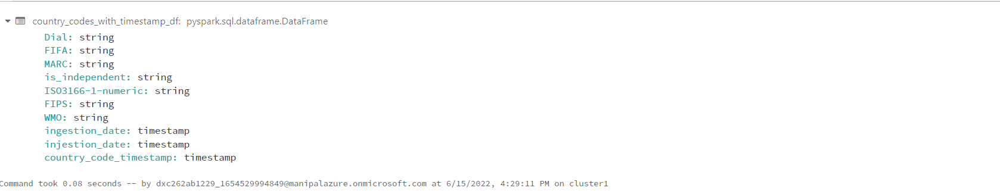 country_codes_with_timestamp_df: pyspark.sql.dataframe.DataFrame
Dial: string
FIFA: string
MARC: string
is_independent: string
ISO3166-1-numeric: string
FIPS: string
WMO: string
ingestion_date: timestamp
injestion_date: timestamp
country_code_timestamp: timestamp
Command took 0.08 seconds -- by dxc262ab1229_1654529994849@manipalazure.onmicrosoft.com at 6/15/2022, 4:29:11 PM on cluster1